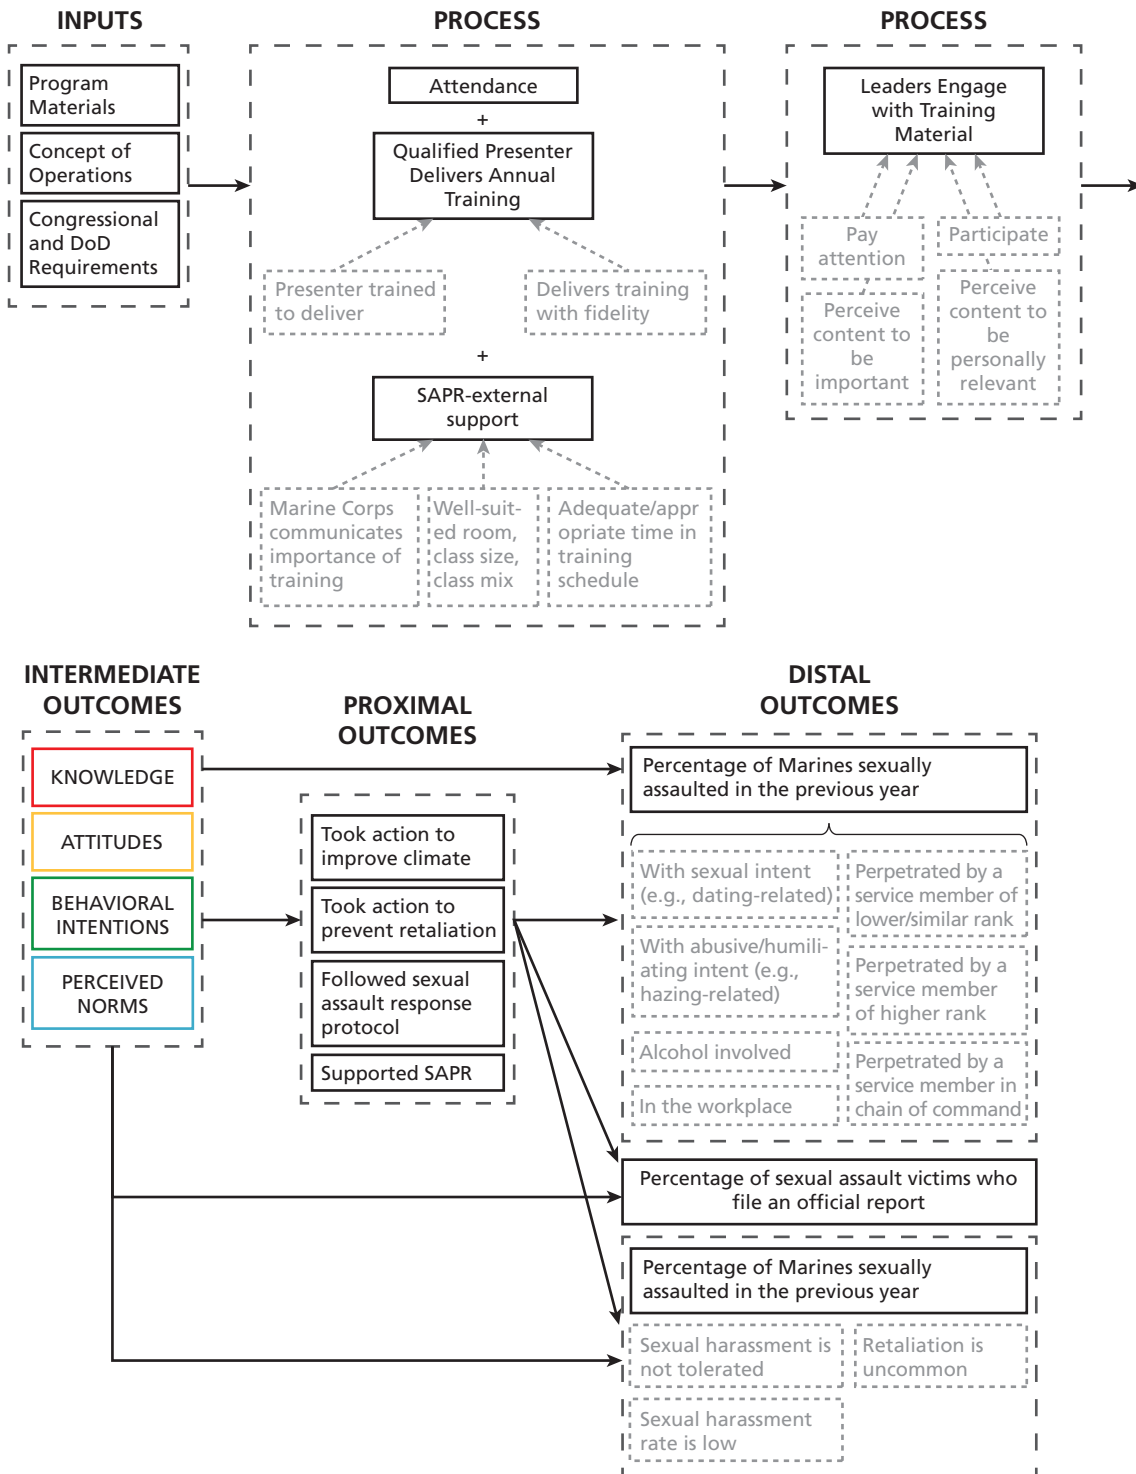 INPUTS
Program
Materials
Concept of
Operations
Congressional
and DoD
Requirements
PROCESS
Attendance
+
Qualified Presenter
Delivers Annual
Training
Presenter trained
to deliver
Delivers training
with fidelity
+
SAPR-external
support
Marine Corps
communicates
importance of
training
Well-suit-
ed room,
class size,
class mix
Adequate/appr
opriate time in
training
schedule
PROCESS
Leaders Engage
with Training
Material
Pay
attention
Participate
Perceive
content to
be
important
Perceive
content to
be
personally
relevant
INTERMEDIATE
OUTCOMES
KNOWLEDGE
ATTITUDES
BEHAVIORAL
INTENTIONS
PERCEIVED
NORMS
PROXIMAL
OUTCOMES
Took action to
improve climate
Took action to
prevent retaliation
Followed sexual
assault response
protocol
Supported SAPR
DISTAL
OUTCOMES
Percentage of Marines sexually
assaulted in the previous year
With sexual intent
(e.g., dating-related)
With abusive/humili-
ating intent (e.g.,
hazing-related)
Alcohol involved
In the workplace
Perpetrated by a
service member of
lower/similar rank
Perpetrated by a
service member
of higher rank
Perpetrated by a
service member in
chain of command
Percentage of sexual assault victims who
file an official report
Percentage of Marines sexually
assaulted in the previous year
Sexual harassment is
not tolerated
Retaliation is
uncommon
Sexual harassment
rate is low